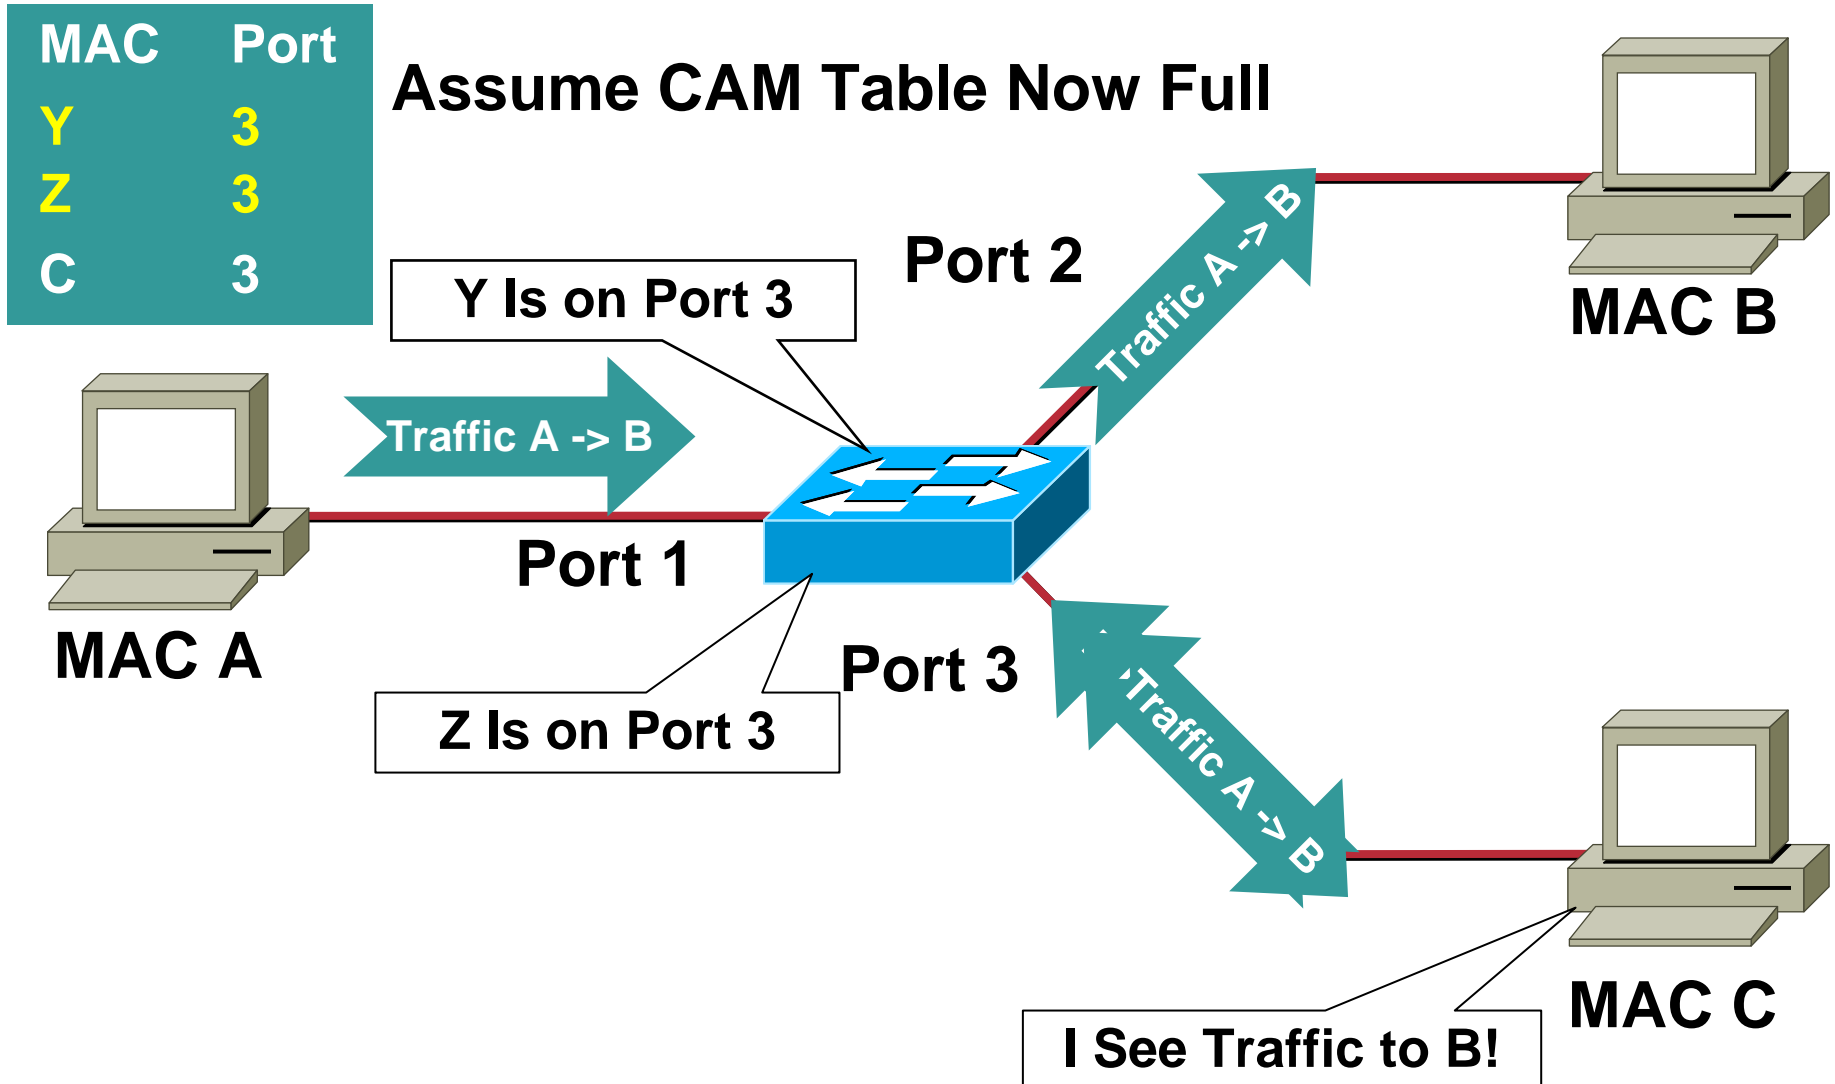 MAC Port
Y 3
Z 3
C 3
Assume CAM Table Now Full
Y Is on Port 3
Port 2
Traffic A -> B
MAC B
Traffic A -> B
Port 1
MAC A
Z Is on Port 3
Port 3
Traffic A -> B
MAC C
I See Traffic to B!